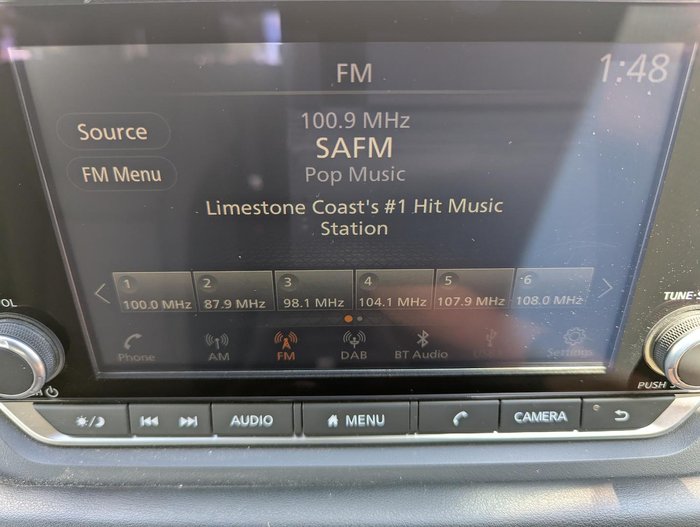 FM
1:48
Source
100.9 MHz
SAFM
FM Menu
Pop Music
Limestone Coast's #1 Hit Music
Station
1 2 3 4 5 6
100.0 MHz 87.9 MHz 98.1 MHz 104.1 MHz 107.9 MHz 108.0 MHz
TUNE
Phone AM FM DAB BT Audio Settings
PUSH
AUDIO MENU CAMERA